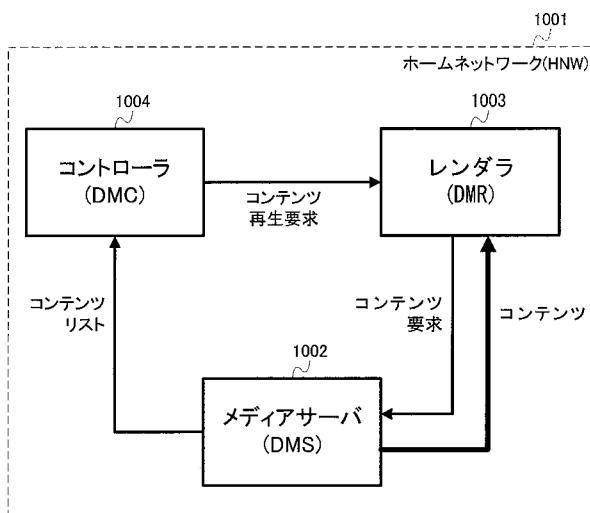 1001
ホームネットワーク(HNW)
1004
コントローラ
(DMC)
1003
レンダラ
(DMR)
コンテンツ
再生要求
コンテンツ
リスト
コンテンツ
要求
コンテンツ
1002
メディアサーバ
(DMS)